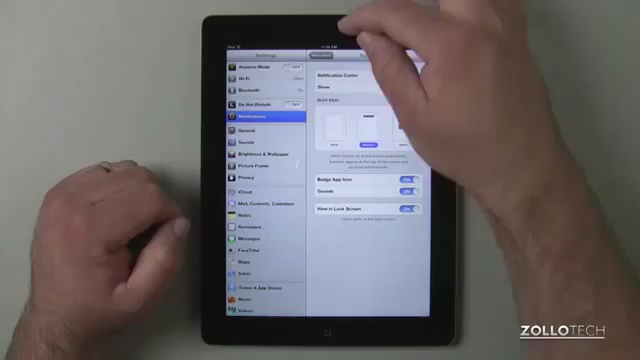 Settings
Airplane Mode
OFF
Wi-Fi
Bluetooth
On
Do Not Disturb
OFF
Notifications
General
Sounds
Brightness & Wallpaper
Picture Frame
Privacy
iCloud
Mail, Contacts, Calendars
Notes
Reminders
Messages
FaceTime
Maps
Safari
iTunes & App Stores
Music
Videos
Notification Center
Show
Alert Style
None
Banners
Badge App Icon
ON
Sounds
ON
View in Lock Screen
ON
ZOLLOTECH